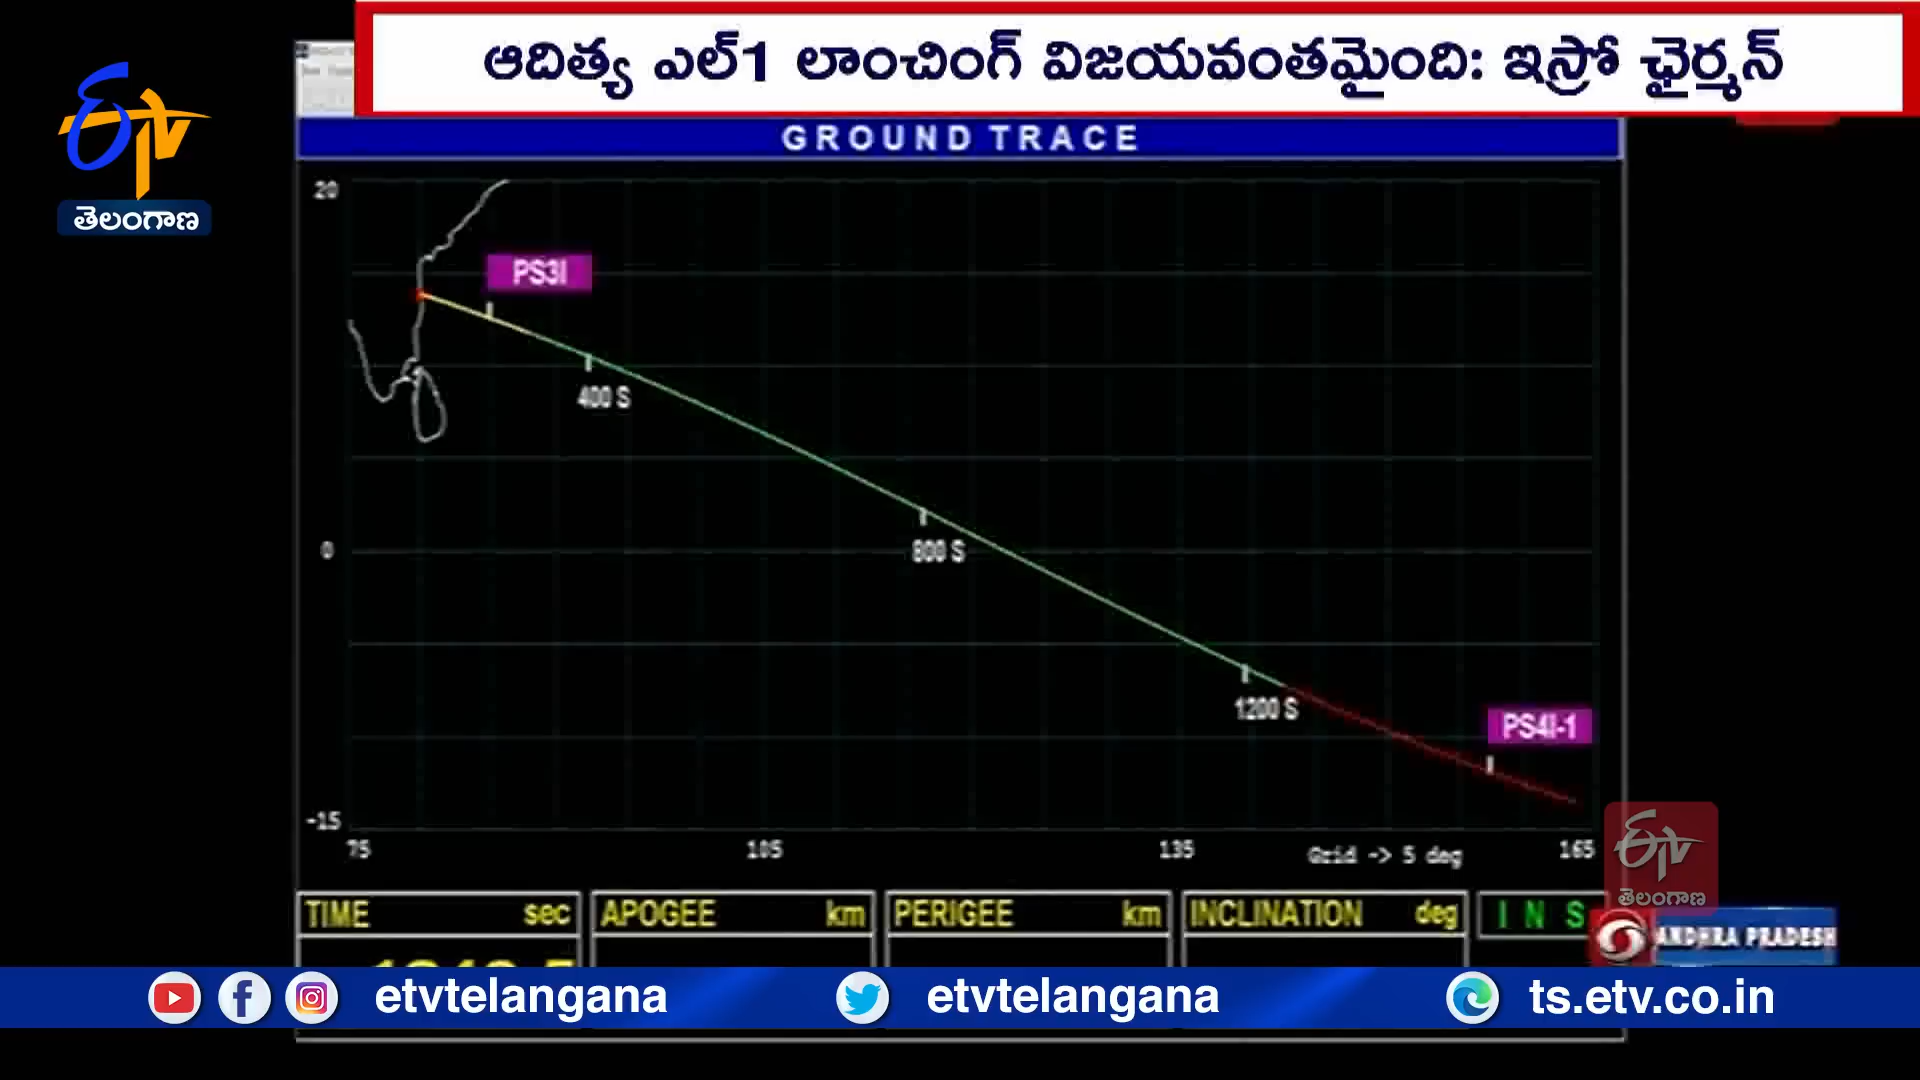 ఆదిత్య ఎల్1 లాంచింగ్ విజయవంతమైంది: ఇస్రో ఛైర్మన్
ETV
తెలంగాణ
GROUND TRACE
20
PS3I
400 S
0
800 S
1200 S
PS4I-1
-15
75 105 135 Grid -> 5 deg 165
ETV
తెలంగాణ
TIME sec APOGEE km PERIGEE km INCLINATION deg INS
ANDHRA PRADESH
etvtelangana etvtelangana ts.etv.co.in